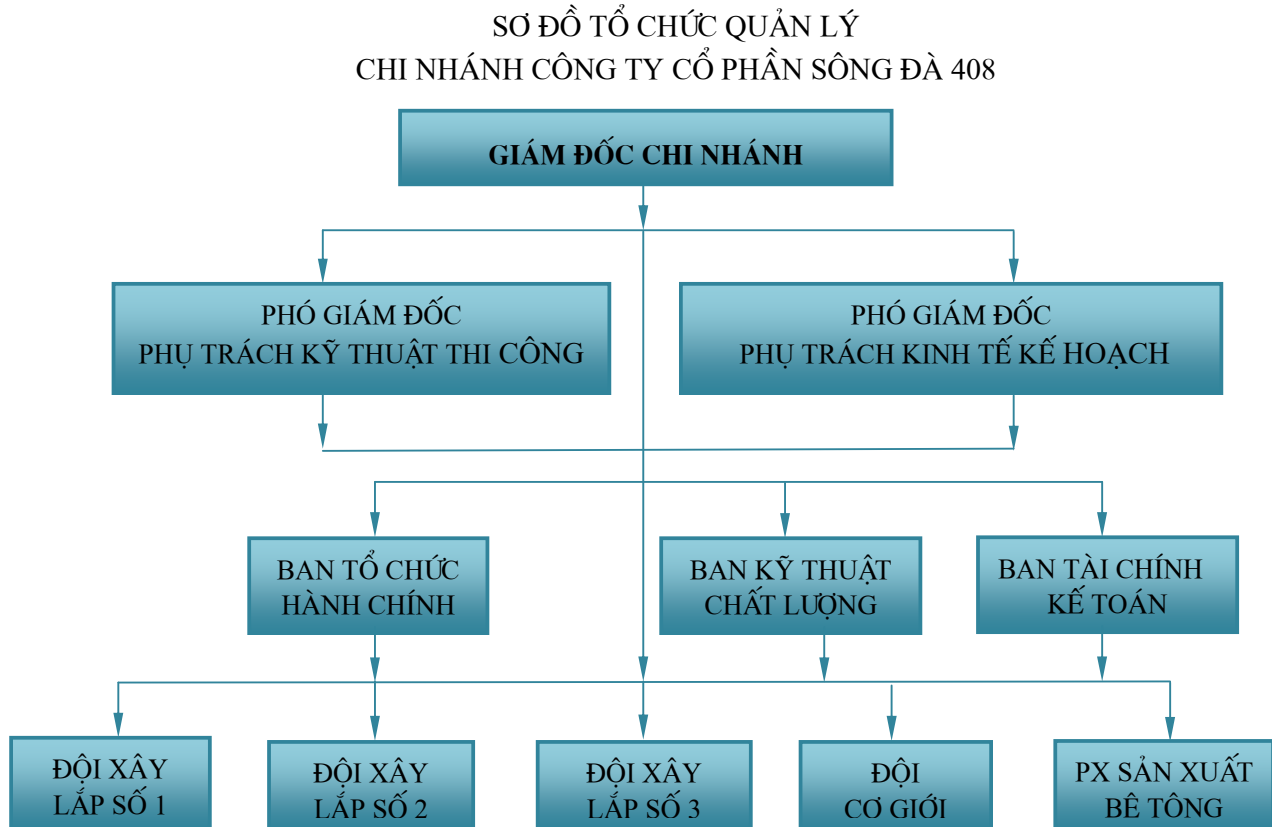 SƠ ĐỒ TỔ CHỨC QUẢN LÝ
CHI NHÁNH CÔNG TY CỔ PHẦN SÔNG ĐÀ 408
GIÁM ĐỐC CHI NHÁNH
PHÓ GIÁM ĐỐC
PHỤ TRÁCH KỸ THUẬT THI CÔNG
PHÓ GIÁM ĐỐC
PHỤ TRÁCH KINH TẾ KẾ HOẠCH
BAN TỔ CHỨC
HÀNH CHÍNH
BAN KỸ THUẬT
CHẤT LƯỢNG
BAN TÀI CHÍNH
KẾ TOÁN
ĐỘI XÂY
LẮP SỐ 1
ĐỘI XÂY
LẮP SỐ 2
ĐỘI XÂY
LẮP SỐ 3
ĐỘI
CƠ GIỚI
PX SẢN XUẤT
BÊ TÔNG